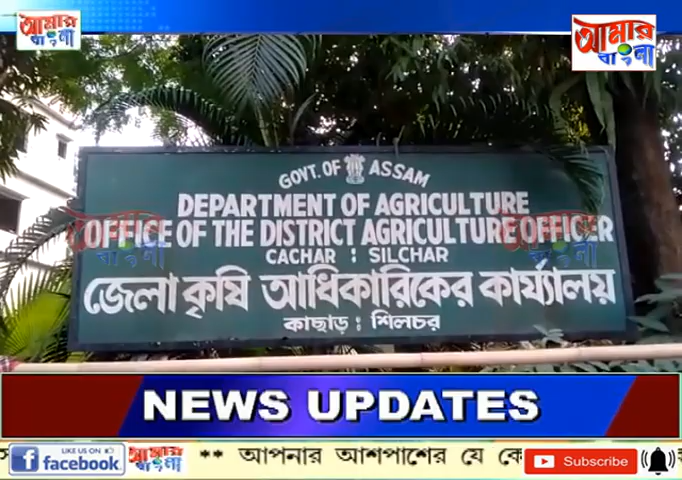 আমার
বাংলা
আমার
বাংলা
GOVT. OF ASSAM
DEPARTMENT OF AGRICULTURE
OFFICE OF THE DISTRICT AGRICULTURE OFFICER
CACHAR : SILCHAR
জেলা কৃষি আধিকারিকের কার্য্যালয়
কাছাড় : শিলচর
NEWS UPDATES
LIKE US ON
facebook
আমার
বাংলা
** আপনার আশপাশের যে
Subscribe